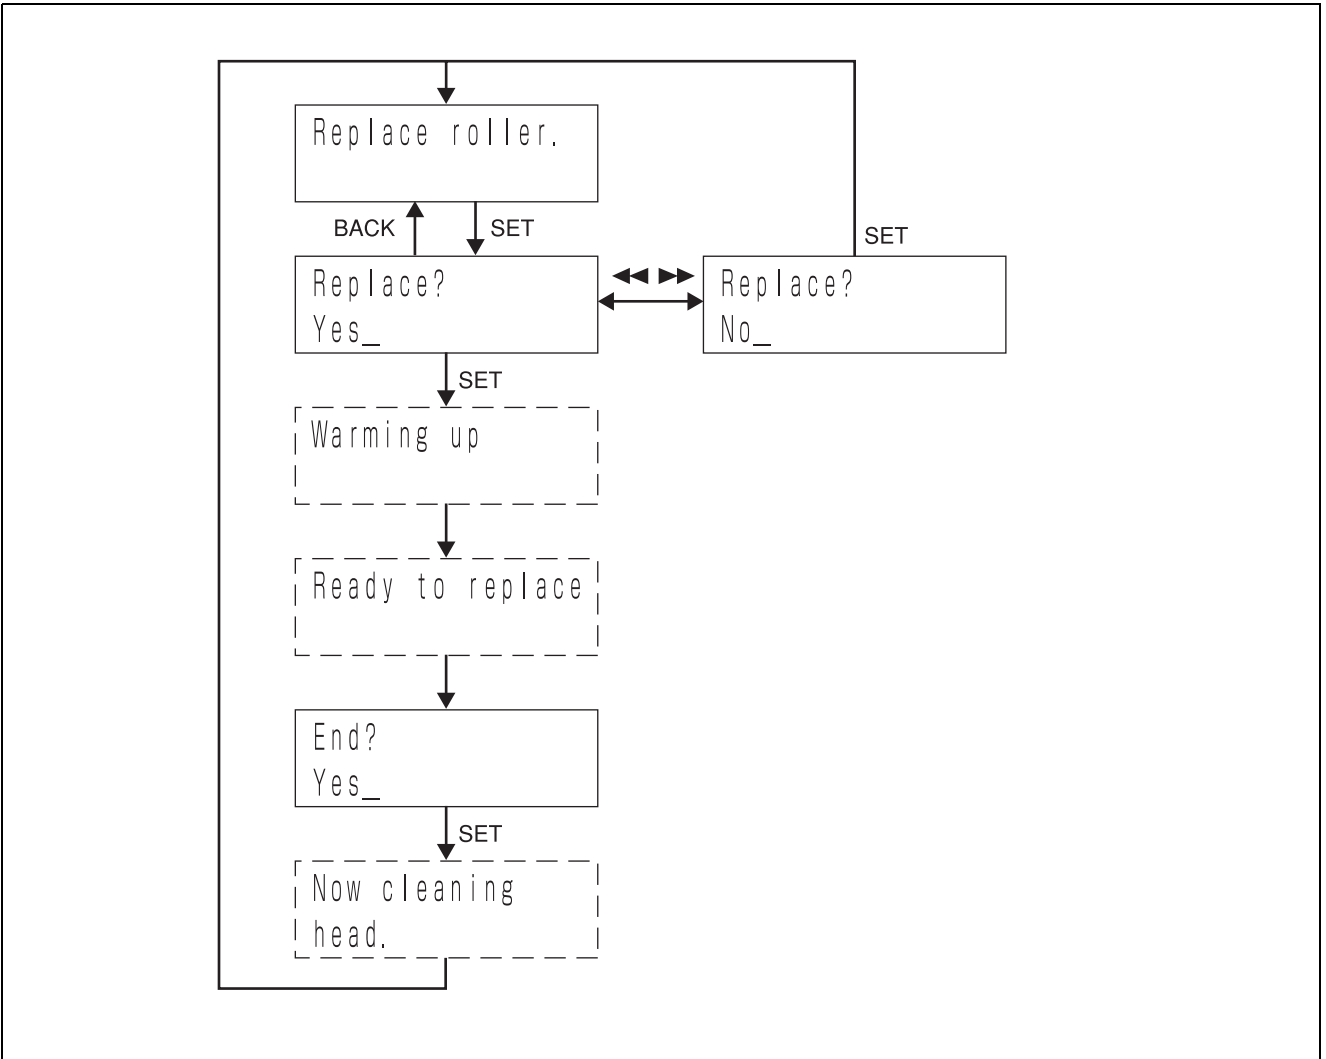 Replace roller.
BACK
SET
SET
Replace?
Yes_
Replace?
No_
SET
Warming up
Ready to replace
End?
Yes_
SET
Now cleaning
head.